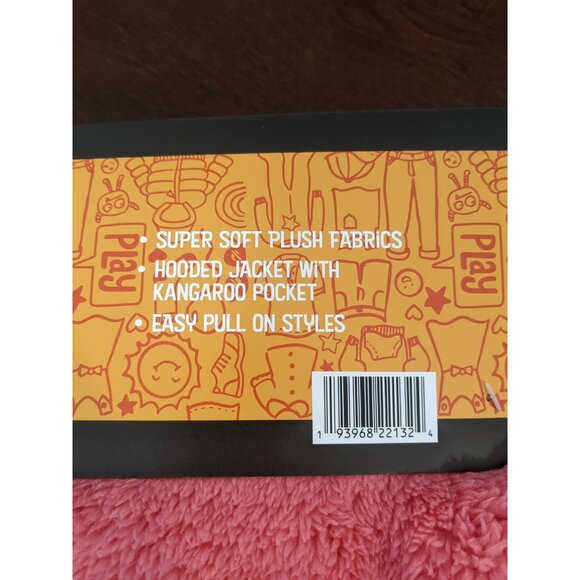 Play
• SUPER SOFT PLUSH FABRICS
• HOODED JACKET WITH
KANGAROO POCKET
• EASY PULL ON STYLES
Play
1 93968 22132 4